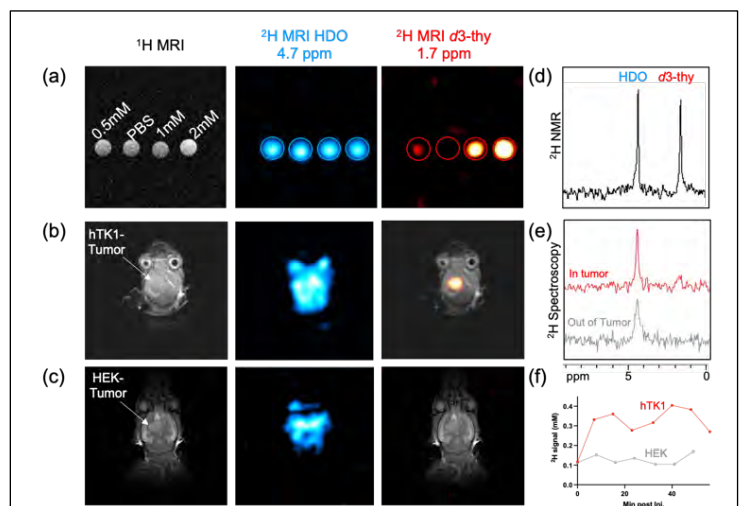 ¹H MRI
²H MRI HDO
4.7 ppm
²H MRI d3-thy
1.7 ppm
(a)
0.5mM
PBS
1mM
2mM
(d)
HDO
d3-thy
²H NMR
(b)
hTK1-
Tumor
(e)
In tumor
Out of Tumor
²H Spectroscopy
ppm
5
0
(c)
HEK-
Tumor
(f)
hTK1
HEK
²H signal (mM)
0.4
0.3
0.2
0.1
0.0
0
20
40
Min post Inj.